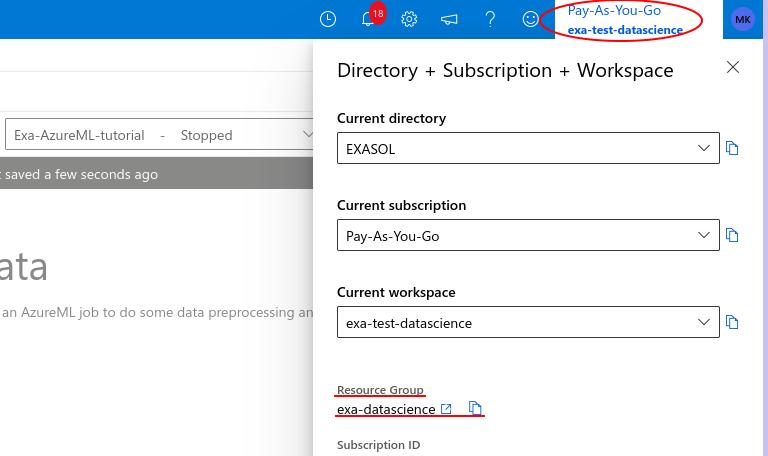 18
?
Pay-As-You-Go
exa-test-datascience
MK
Directory + Subscription + Workspace
Current directory
EXASOL
Exa-AzureML-tutorial - Stopped
t saved a few seconds ago
Current subscription
Pay-As-You-Go
ata
an AzureML job to do some data preprocessing an
Current workspace
exa-test-datascience
Resource Group
exa-datascience
Subscription ID